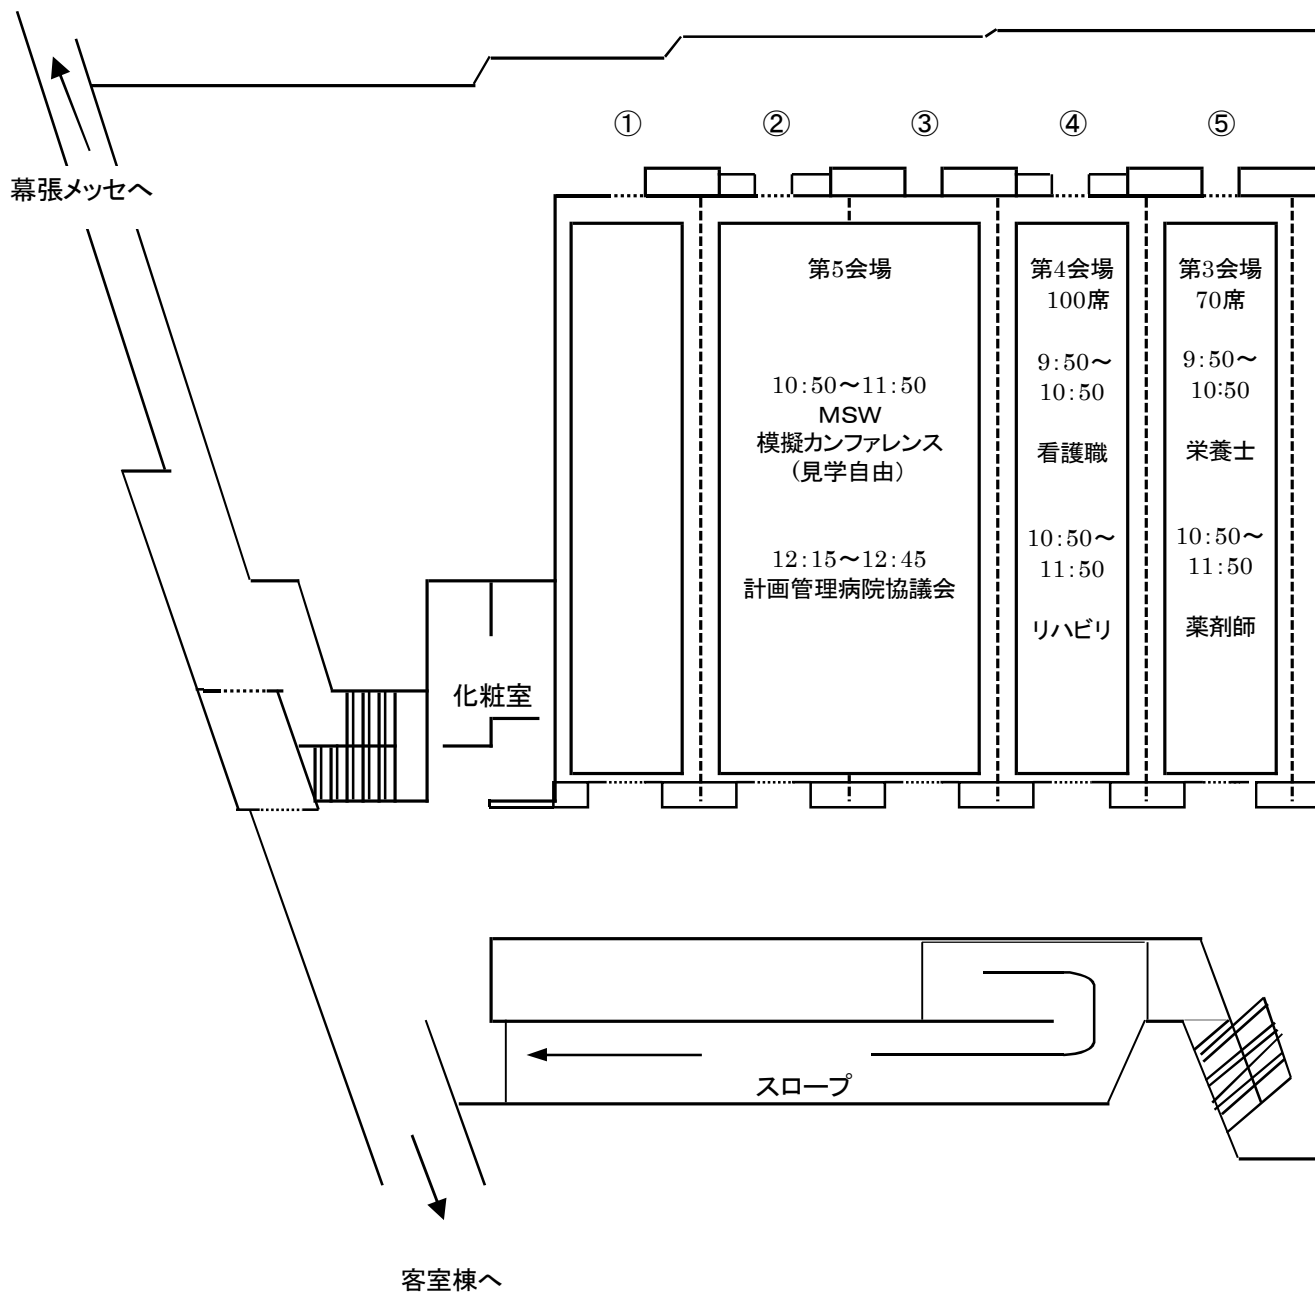 ① ② ③ ④ ⑤
幕張メッセへ
第5会場
10:50～11:50
MSW
模擬カンファレンス
(見学自由)
12:15～12:45
計画管理病院協議会
第4会場
100席
9:50～
10:50
看護職
10:50～
11:50
リハビリ
第3会場
70席
9:50～
10:50
栄養士
10:50～
11:50
薬剤師
化粧室
スロープ
客室棟へ